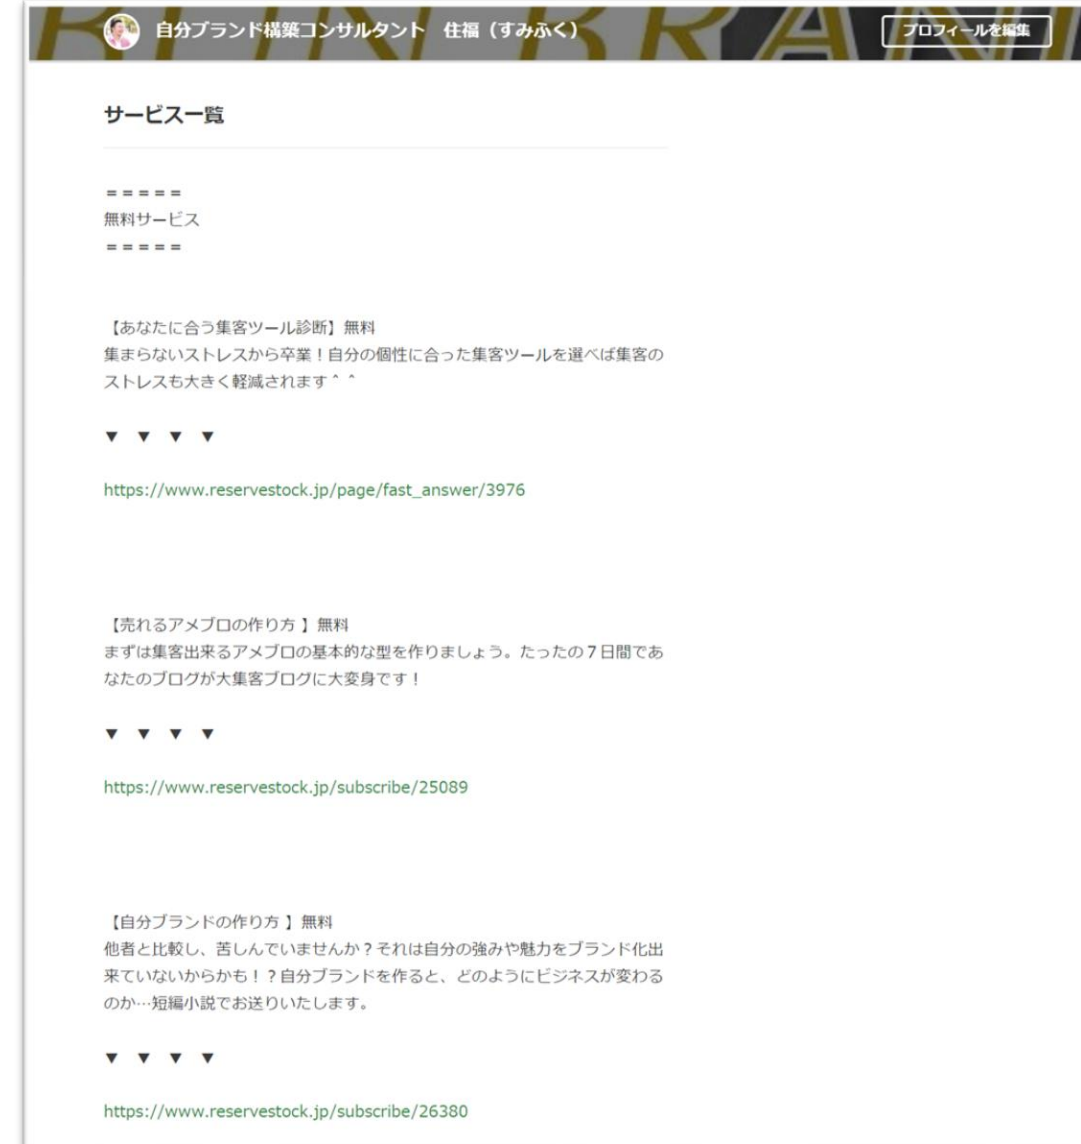 自分ブランド構築コンサルタント　住福（すみふく）
プロフィールを編集
サービス一覧
＝＝＝＝＝
無料サービス
＝＝＝＝＝
【あなたに合う集客ツール診断】無料
集まらないストレスから卒業！自分の個性に合った集客ツールを選べば集客の
ストレスも大きく軽減されます＾＾
▼　▼　▼　▼
https://www.reservestock.jp/page/fast_answer/3976
【売れるアメブロの作り方 】無料
まずは集客出来るアメブロの基本的な型を作りましょう。たったの７日間であ
なたのブログが大集客ブログに大変身です！
▼　▼　▼　▼
https://www.reservestock.jp/subscribe/25089
【自分ブランドの作り方 】無料
他者と比較し、苦しんでいませんか？それは自分の強みや魅力をブランド化出
来ていないからかも！？自分ブランドを作ると、どのようにビジネスが変わる
のか…短編小説でお送りいたします。
▼　▼　▼　▼
https://www.reservestock.jp/subscribe/26380